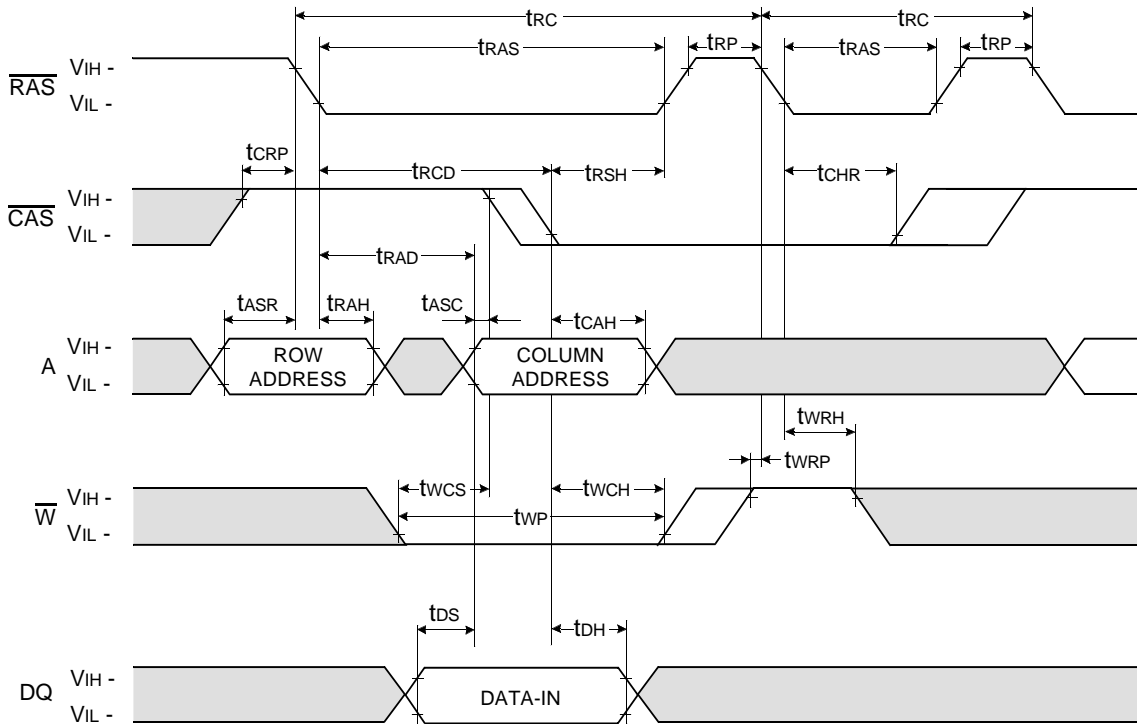 tRC tRC
tRAS tRP tRAS tRP
RAS VIH -
VIL -
tCRP tRCD tRSH tCHR
CAS VIH -
VIL -
tRAD
tASR tRAH tASC tCAH
A VIH -
VIL -
ROW ADDRESS
COLUMN ADDRESS
tWRH
tWRP
tWCS tWCH
W VIH -
VIL -
tWP
tDS tDH
DQ VIH -
VIL -
DATA-IN